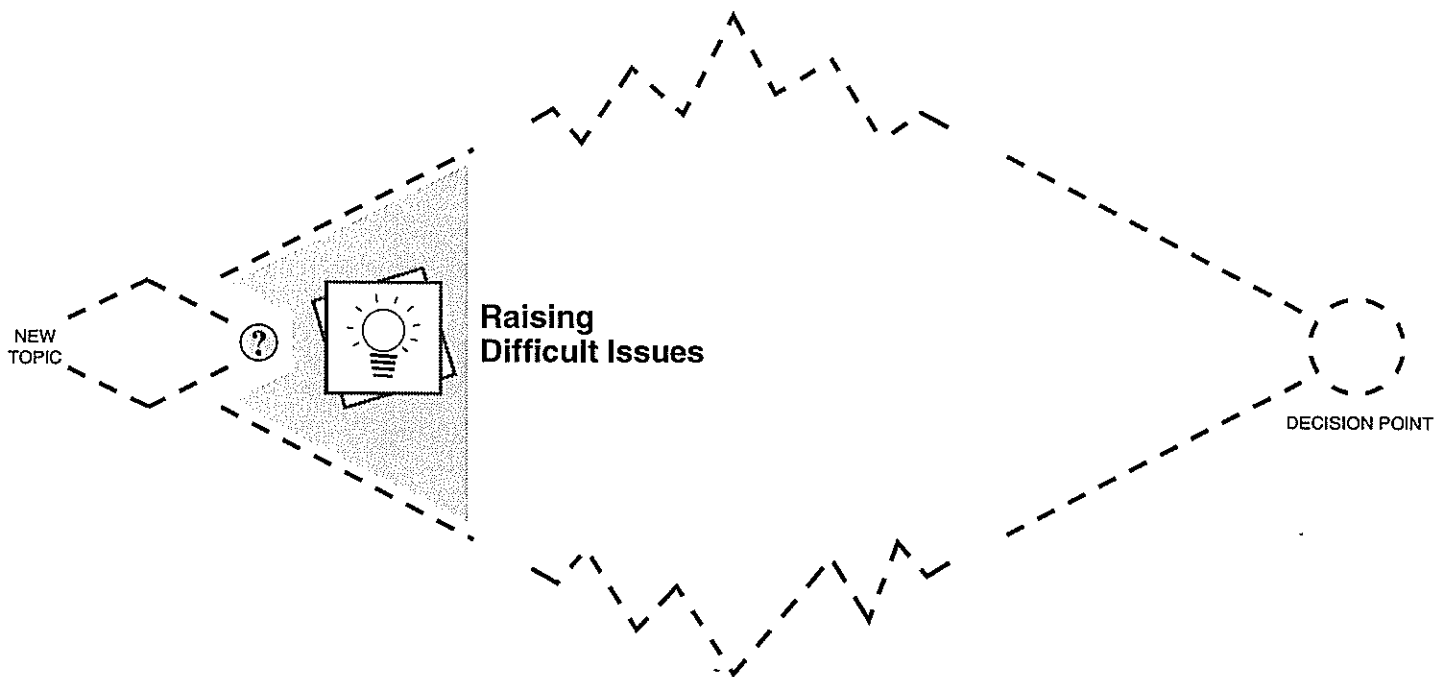 NEW
TOPIC
?
Raising
Difficult Issues
DECISION POINT